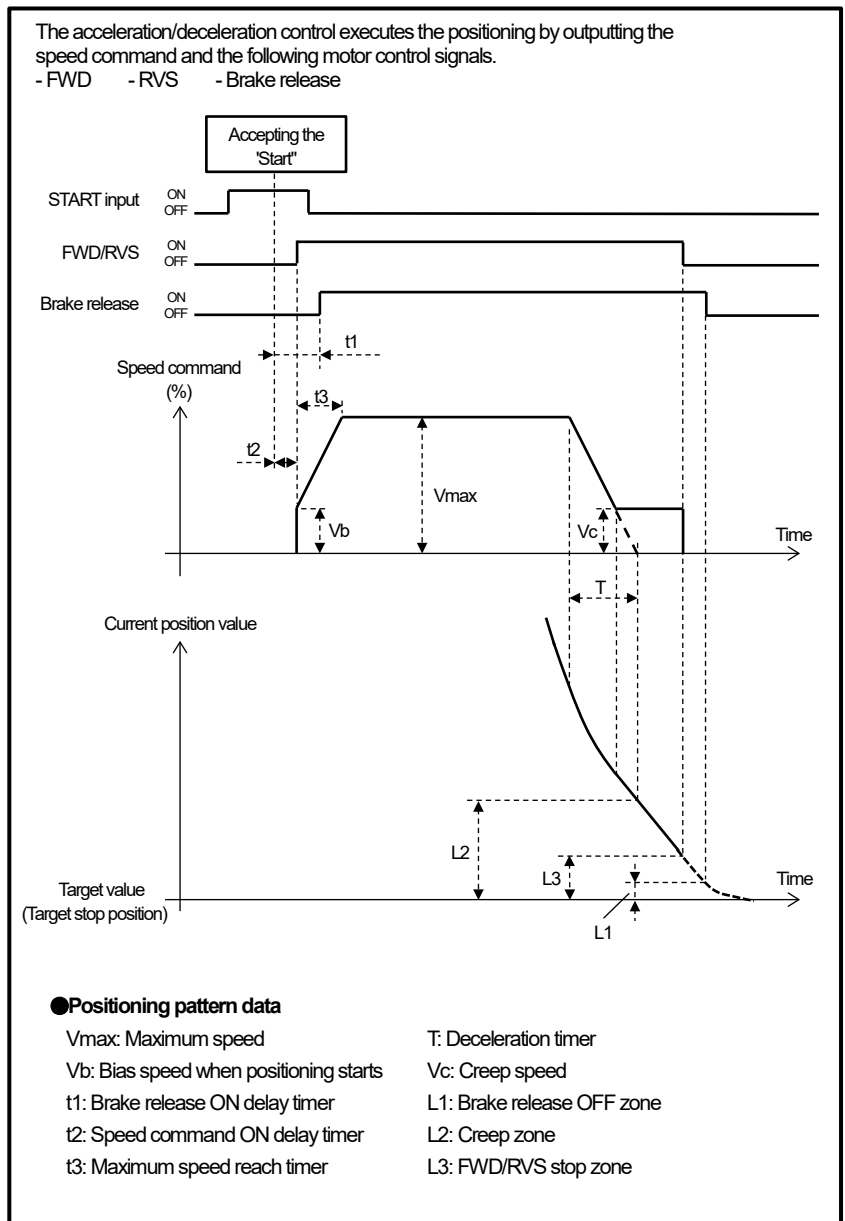 The acceleration/deceleration control executes the positioning by outputting the
speed command and the following motor control signals.
- FWD - RVS - Brake release
Accepting the
'Start"
START input ON
OFF
FWD/RVS ON
OFF
Brake release ON
OFF
t1
Speed command
(%)
t3
t2
Vmax
Vb
Vc
Time
T
Current position value
L2
L3
Target value
(Target stop position)
Time
L1
●Positioning pattern data
Vmax: Maximum speed T: Deceleration timer
Vb: Bias speed when positioning starts Vc: Creep speed
t1: Brake release ON delay timer L1: Brake release OFF zone
t2: Speed command ON delay timer L2: Creep zone
t3: Maximum speed reach timer L3: FWD/RVS stop zone